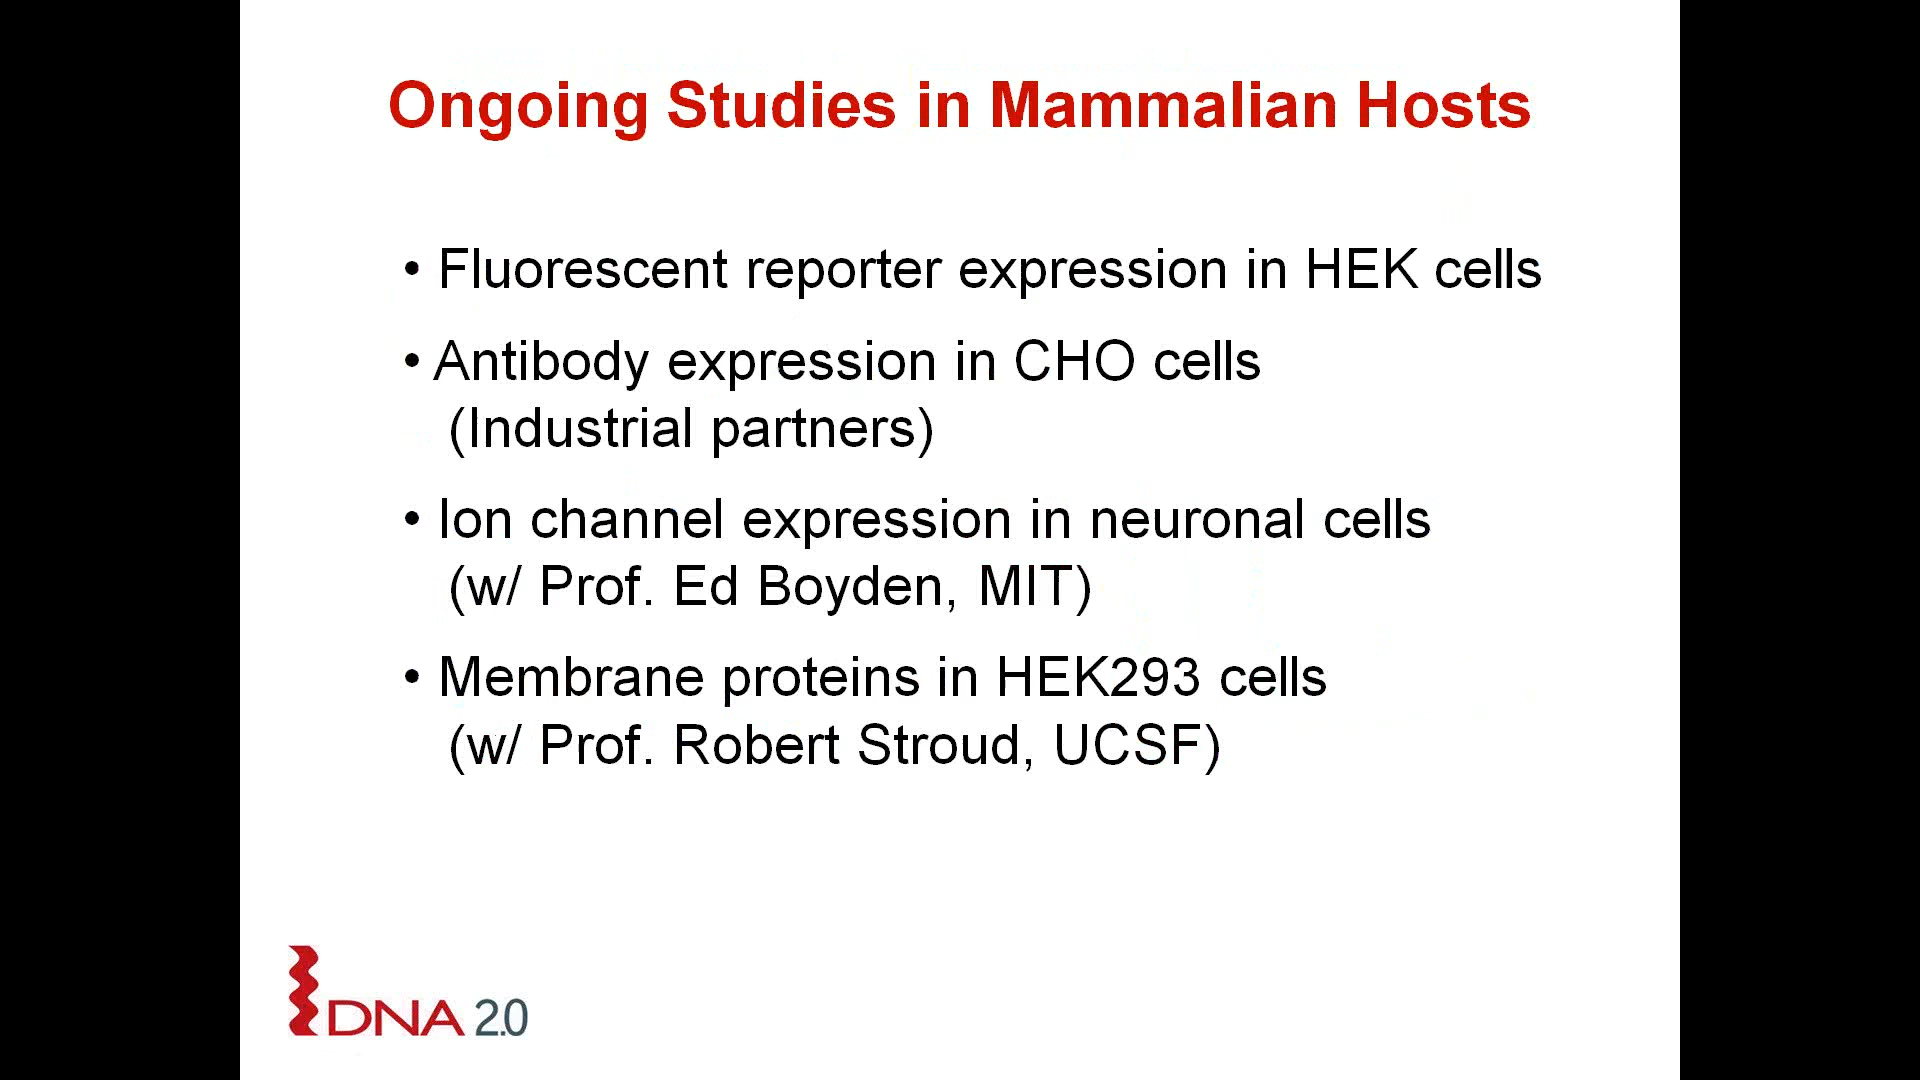 Ongoing Studies in Mammalian Hosts
• Fluorescent reporter expression in HEK cells
• Antibody expression in CHO cells
(Industrial partners)
• Ion channel expression in neuronal cells
(w/ Prof. Ed Boyden, MIT)
• Membrane proteins in HEK293 cells
(w/ Prof. Robert Stroud, UCSF)
DNA 2.0